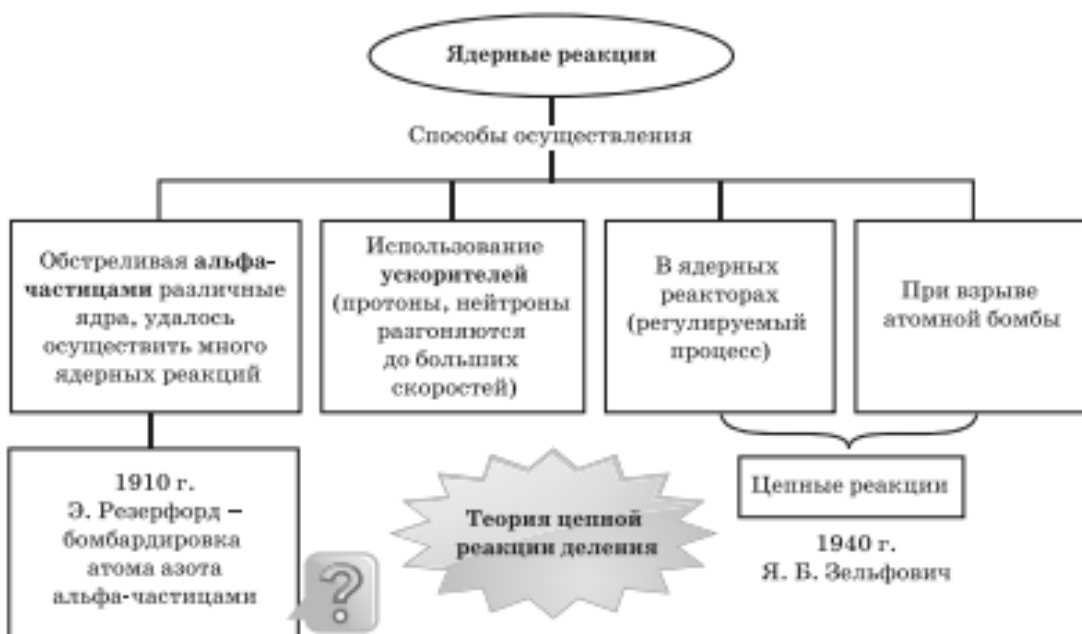 Ядерные реакции
Способы осуществления
Обстреливая альфа-
частицами различные
ядра, удалось
осуществить много
ядерных реакций
Использование
ускорителей
(протоны, нейтроны
разгоняются
до больших
скоростей)
В ядерных
реакторах
(регулируемый
процесс)
При взрыве
атомной бомбы
1910 г.
Э. Резерфорд –
бомбардировка
атома азота
альфа-частицами
?
Теория цепной
реакции деления
Цепные реакции
1940 г.
Я. Б. Зельфович